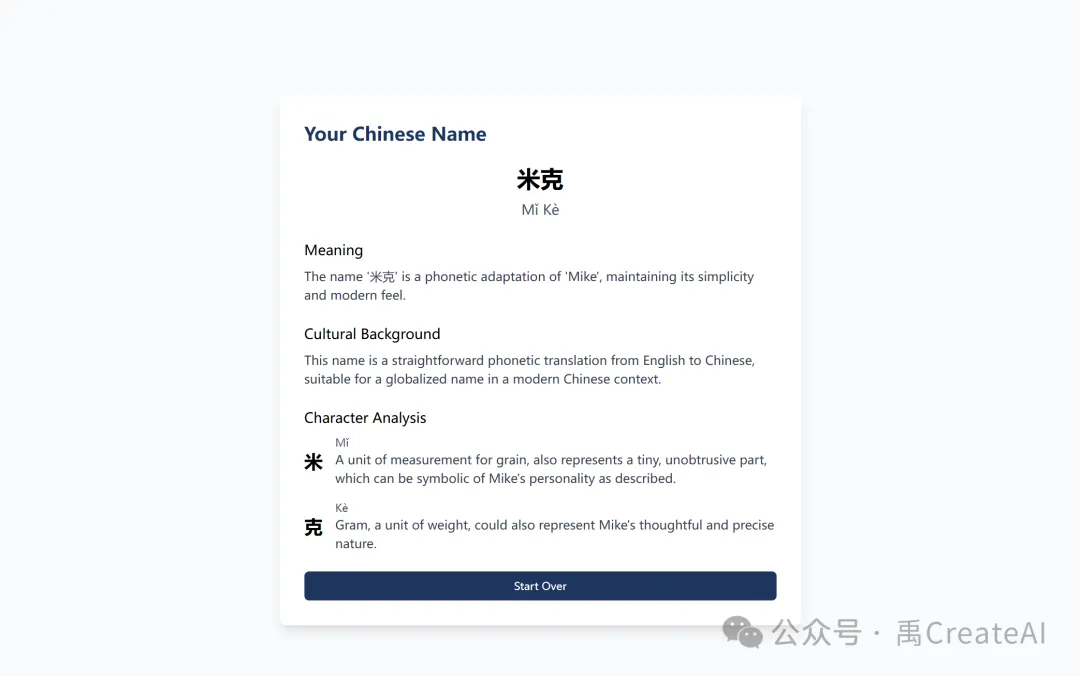 Your Chinese Name
米克
Mǐ Kè
Meaning
The name '米克' is a phonetic adaptation of 'Mike', maintaining its simplicity
and modern feel.
Cultural Background
This name is a straightforward phonetic translation from English to Chinese,
suitable for a globalized name in a modern Chinese context.
Character Analysis
Mǐ
米
A unit of measurement for grain, also represents a tiny, unobtrusive part,
which can be symbolic of Mike's personality as described.
Kè
克
Gram, a unit of weight, could also represent Mike's thoughtful and precise
nature.
Start Over
公众号 · 禹CreateAI